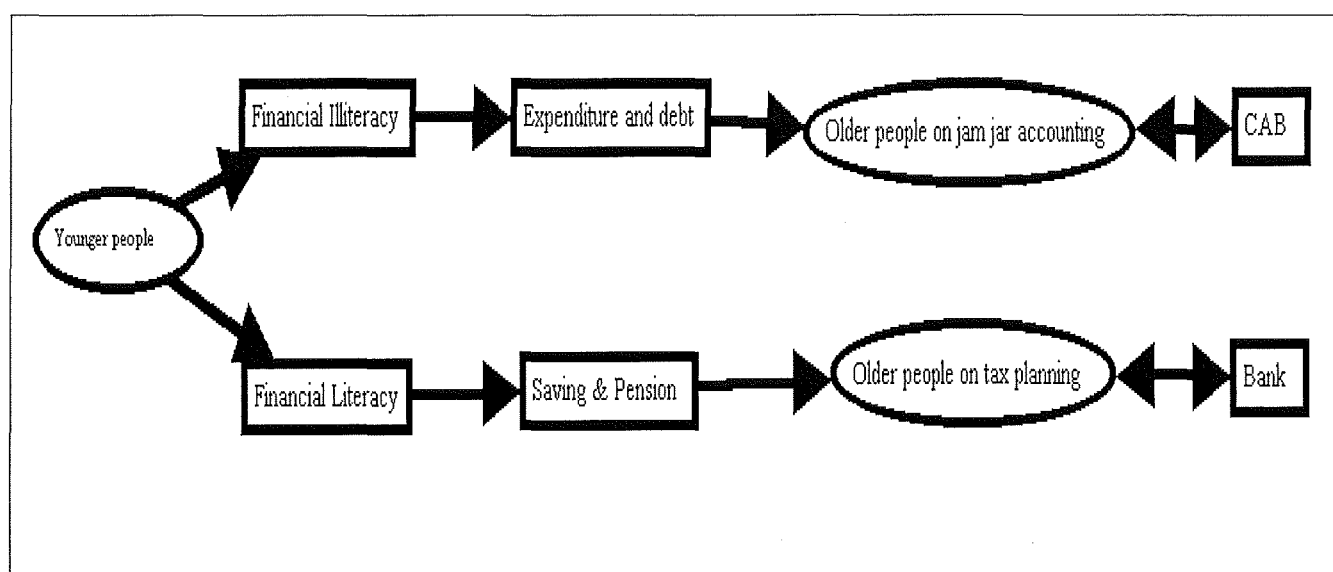 Financial Illiteracy
Expenditure and debt
Older people on jam jar accounting
CAB
Younger people
Financial Literacy
Saving & Pension
Older people on tax planning
Bank